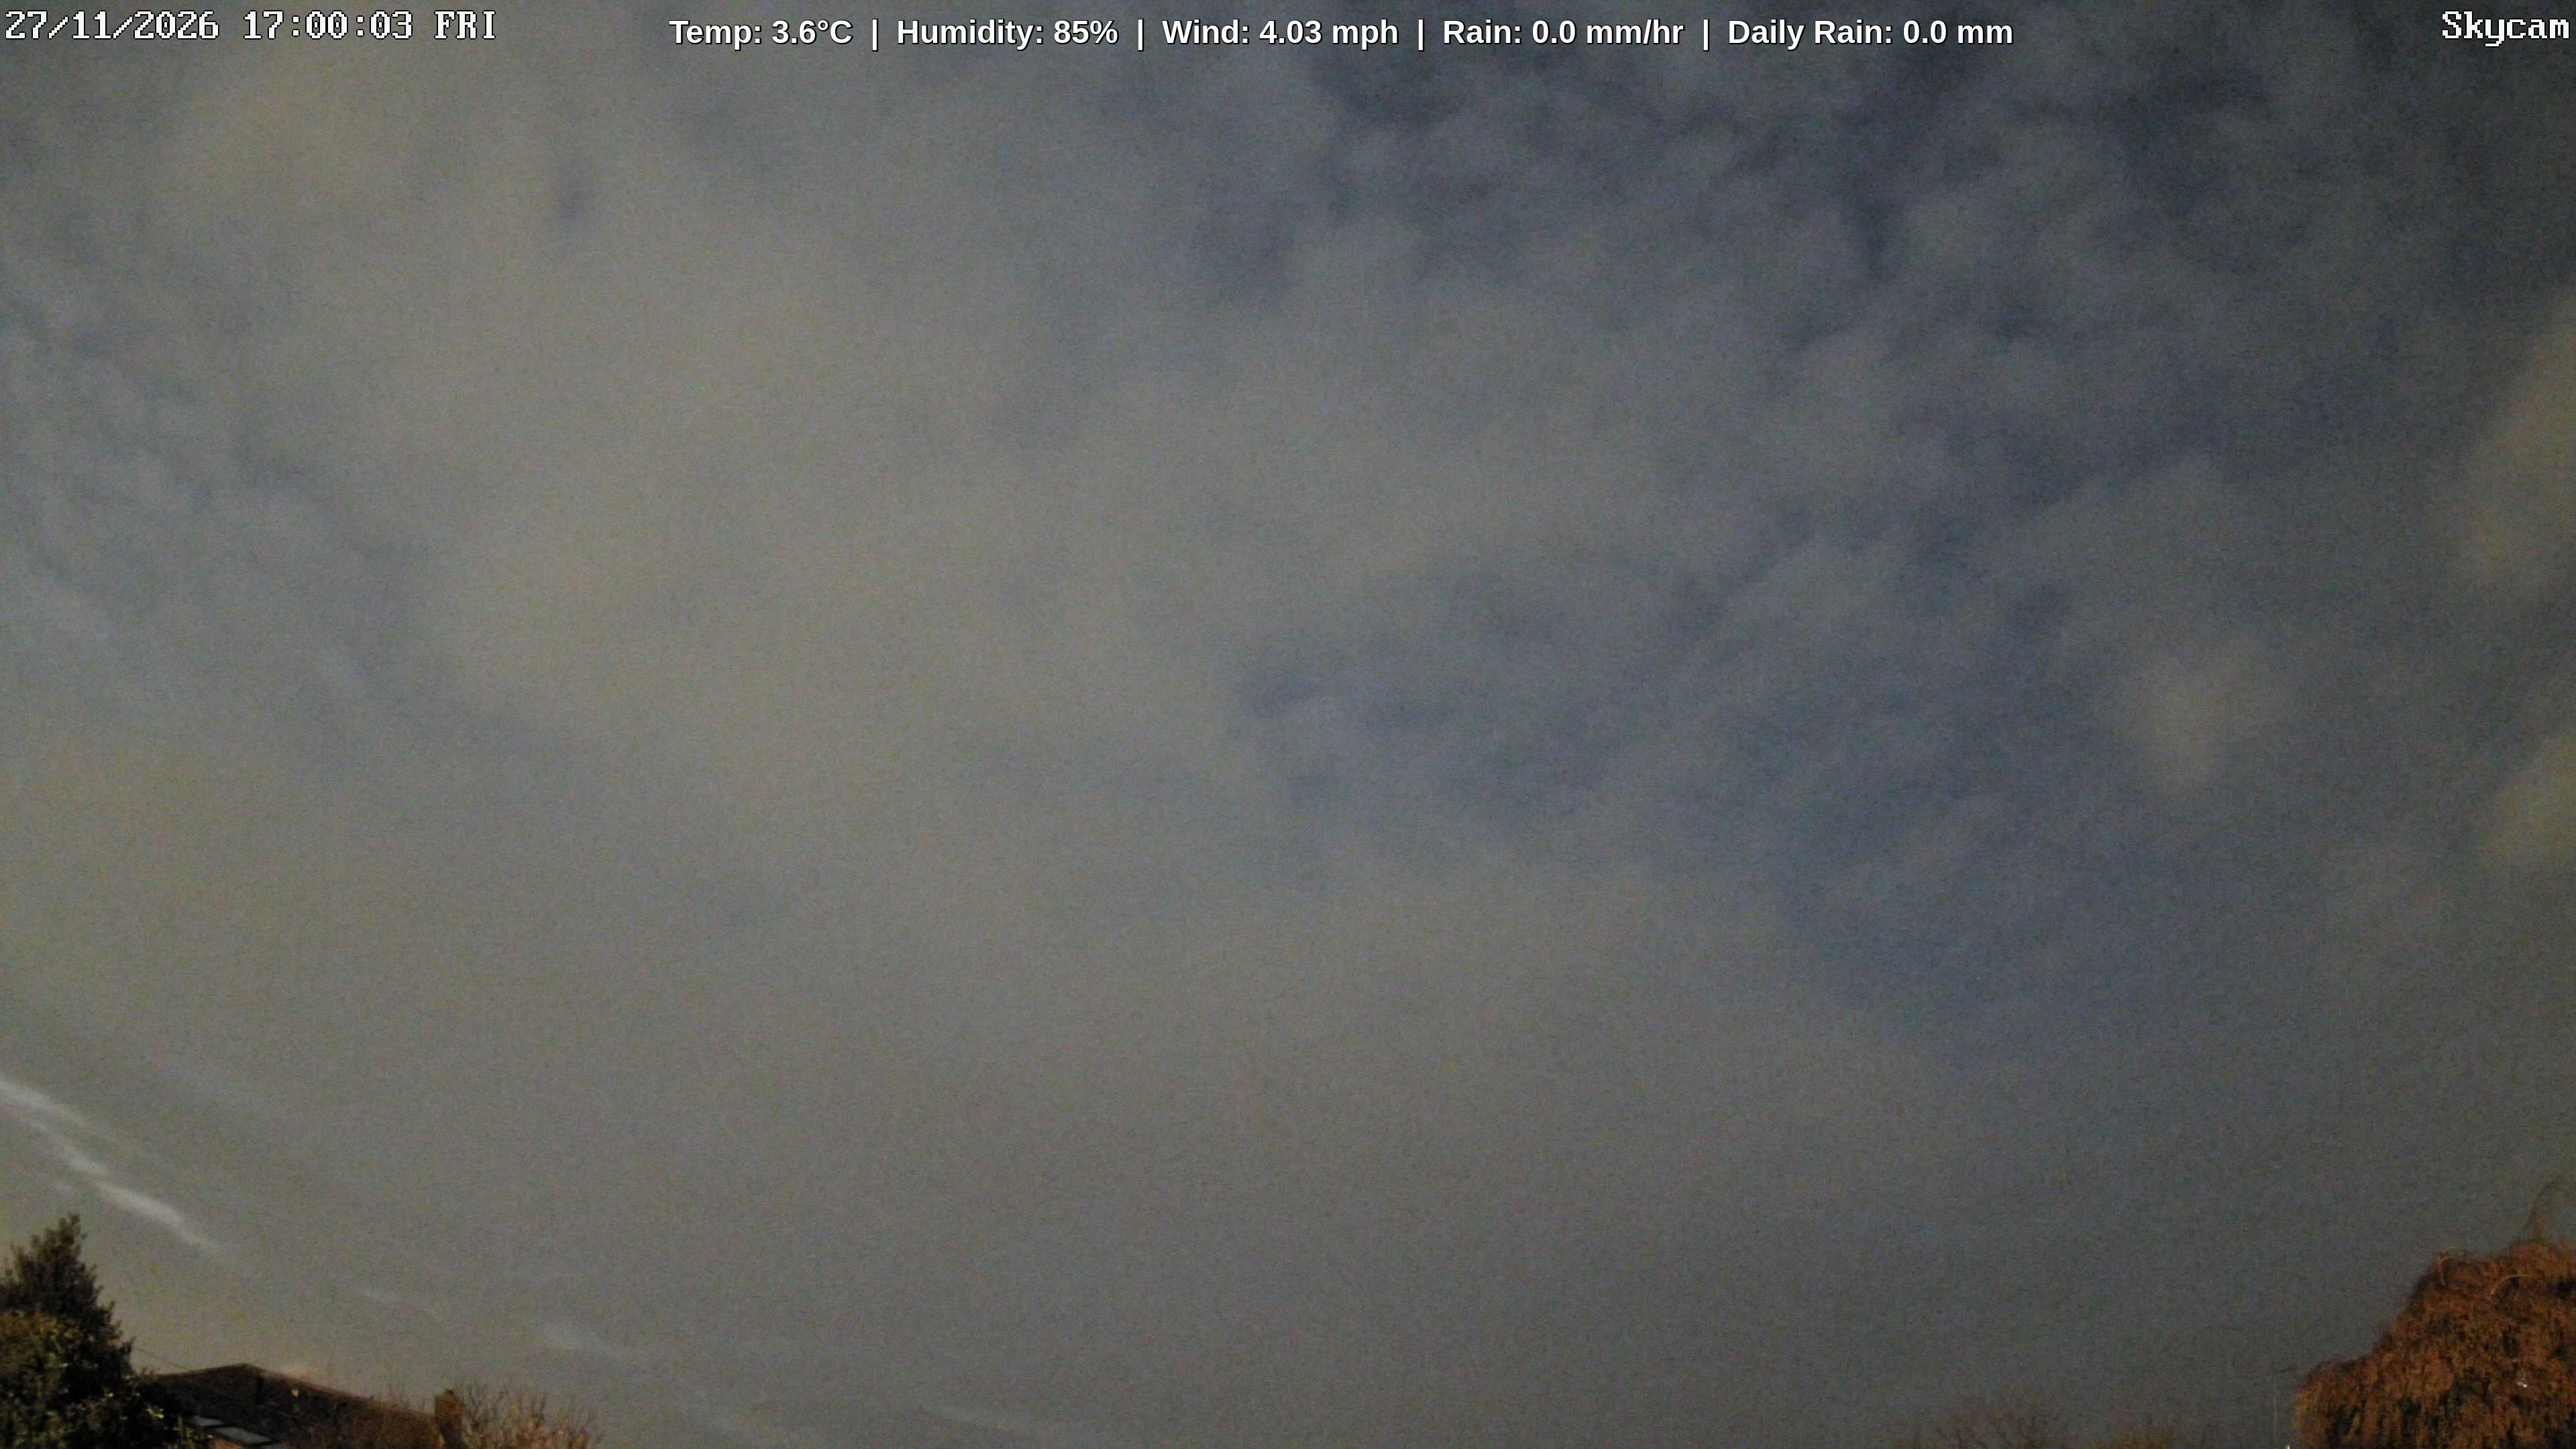 27/11/2026 17:00:03 FRI
Temp: 3.6°C | Humidity: 85% | Wind: 4.03 mph | Rain: 0.0 mm/hr | Daily Rain: 0.0 mm
Skycam